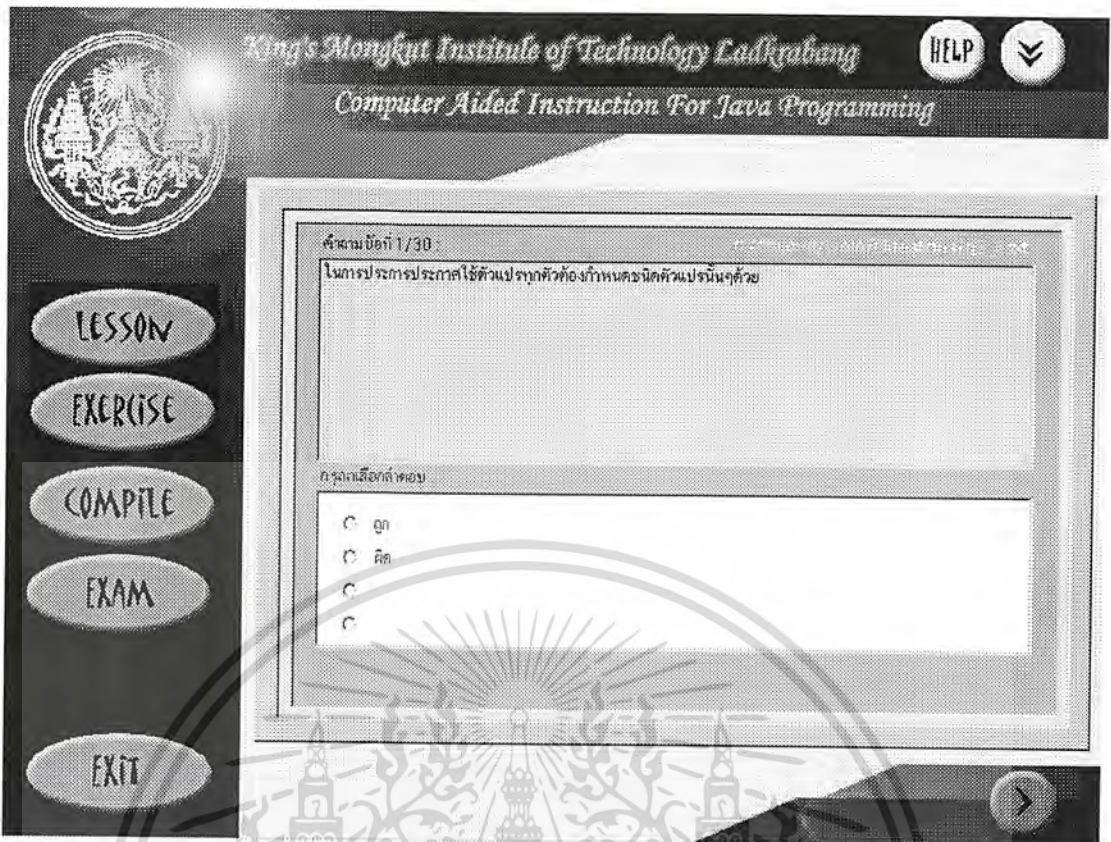 King's Mongkut Institute of Technology Ladkrabang
HELP
Computer Aided Instruction For Java Programming
คำถามข้อที่ 1/30 :
ในการประการประกาศใช้ตัวแปรทุกตัวต้องกำหนดชนิดตัวแปรนั้นๆด้วย
LESSON
EXERCISE
COMPILE
EXAM
EXIT
กรุณาเลือกคำตอบ
ถูก
ผิด